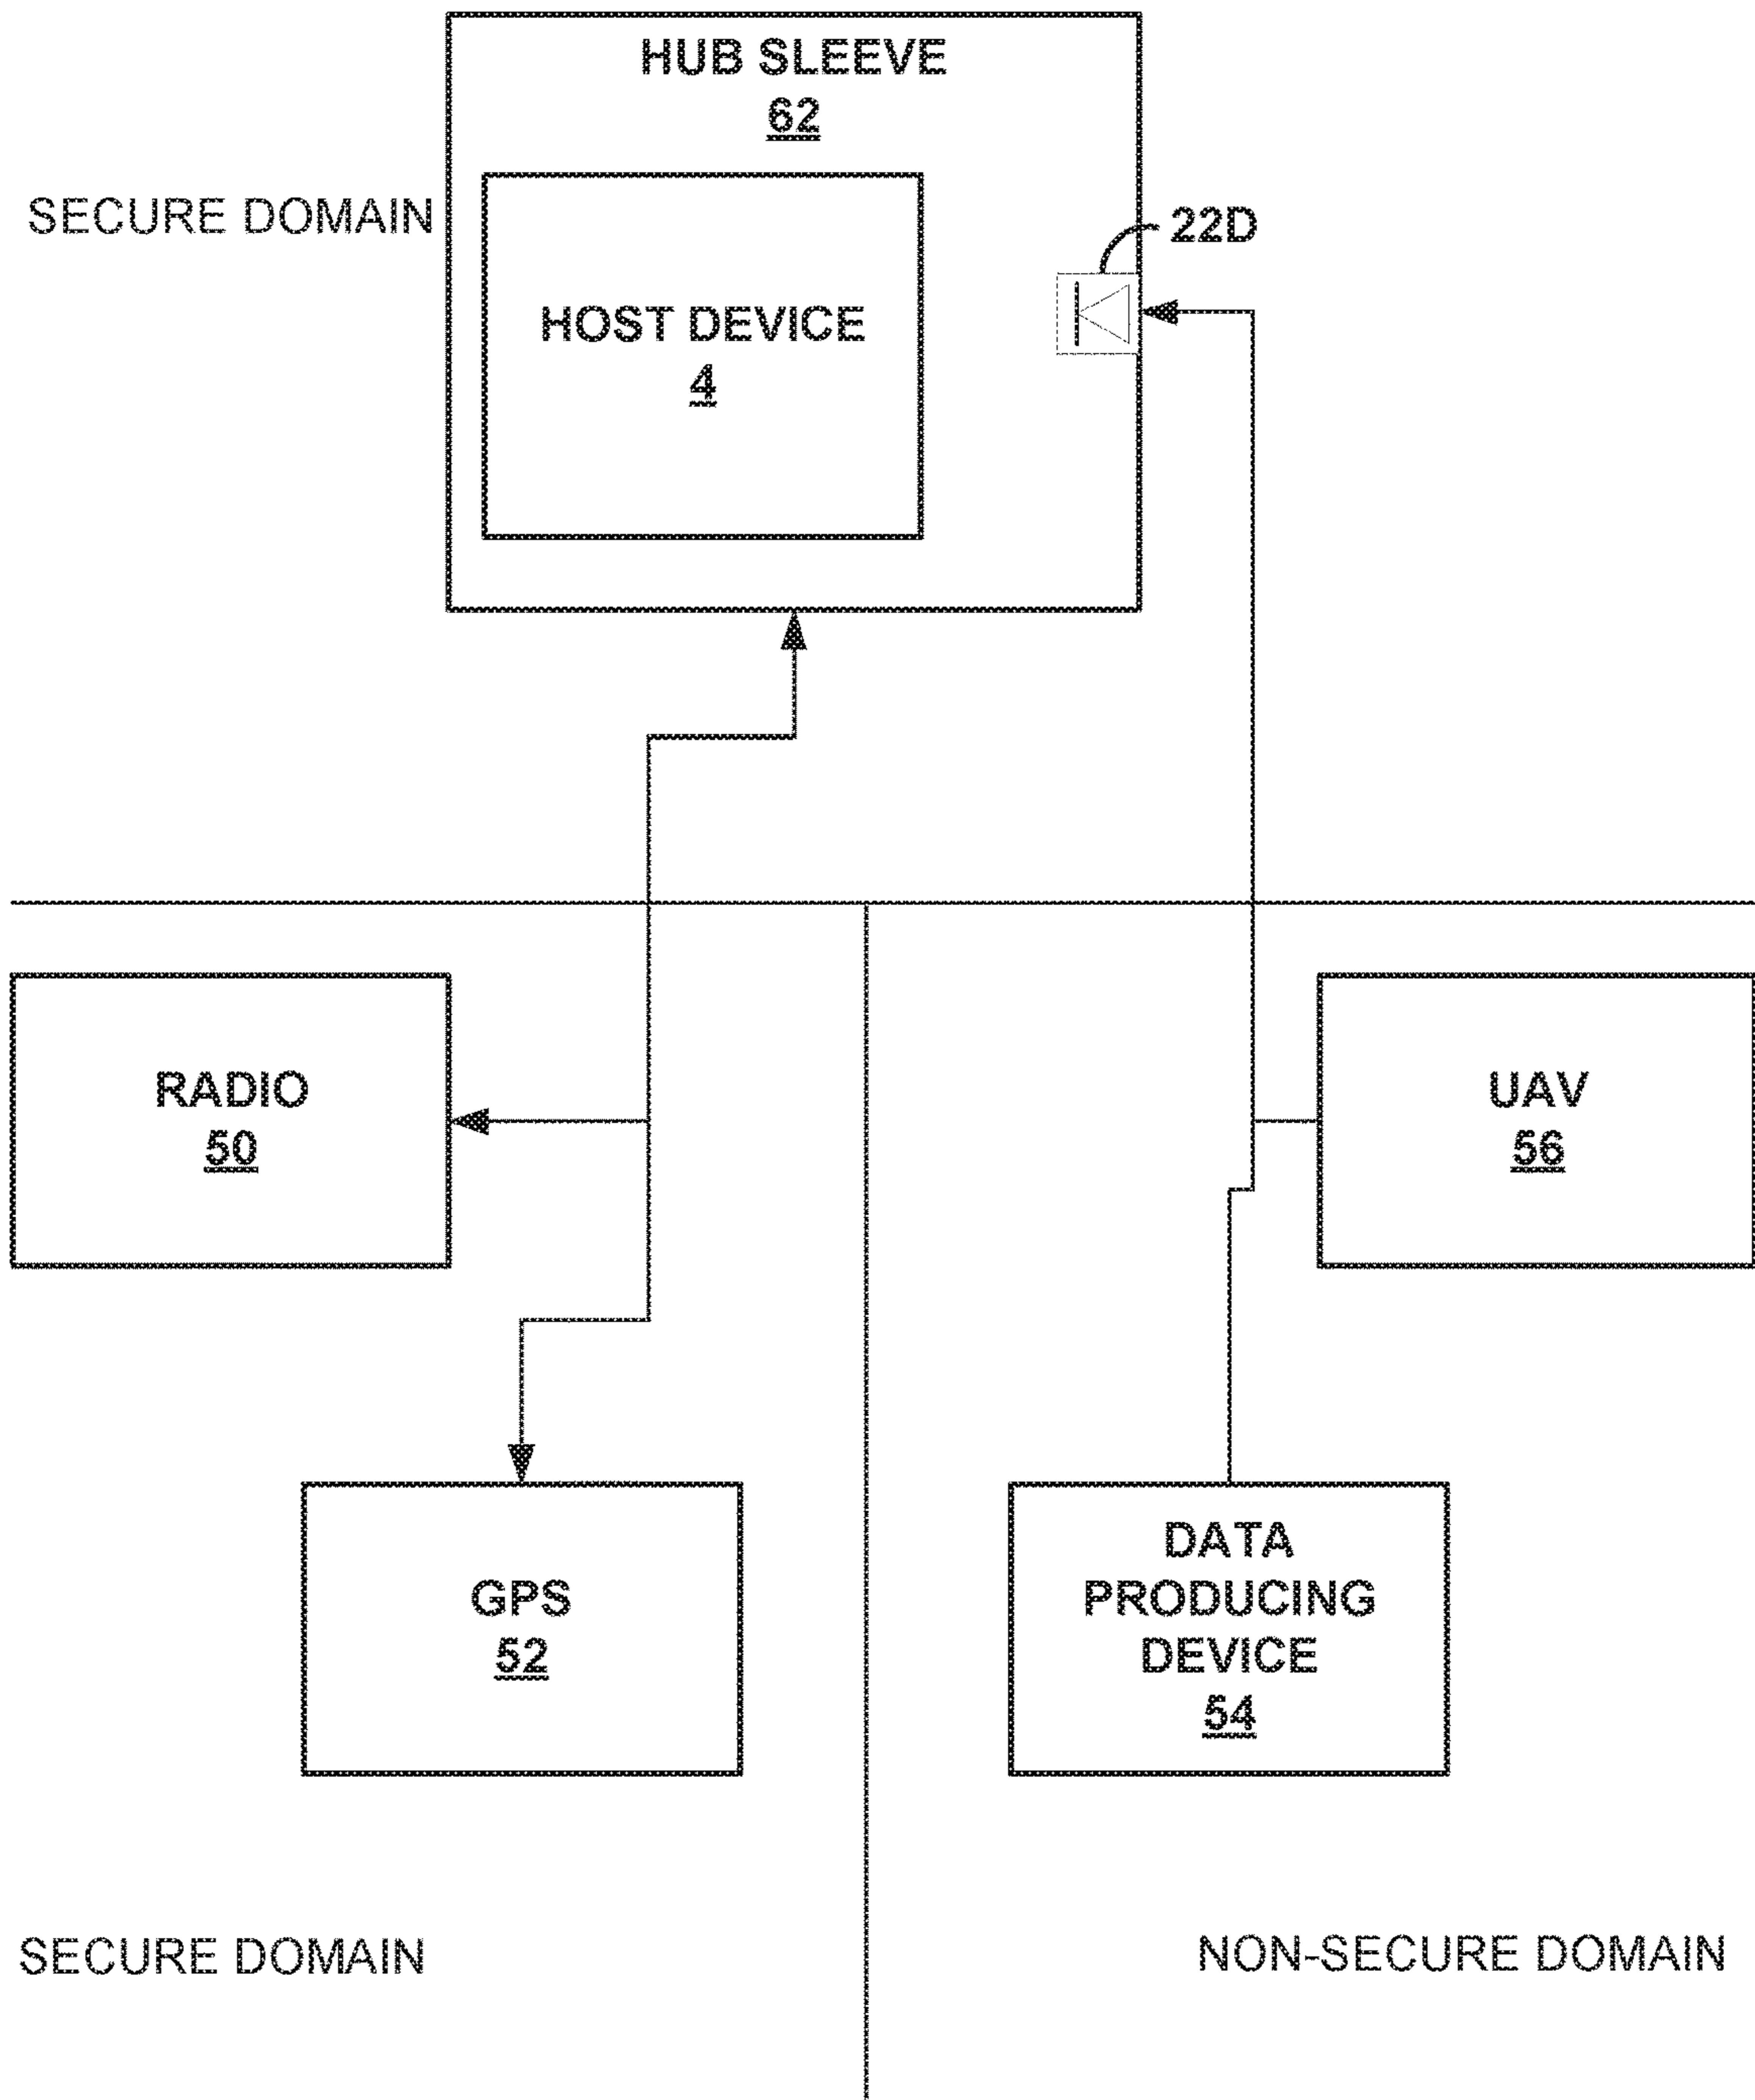 HUB SLEEVE
62
SECURE DOMAIN
22D
HOST DEVICE
4
RADIO
50
UAV
56
GPS
52
DATA
PRODUCING
DEVICE
54
SECURE DOMAIN
NON-SECURE DOMAIN